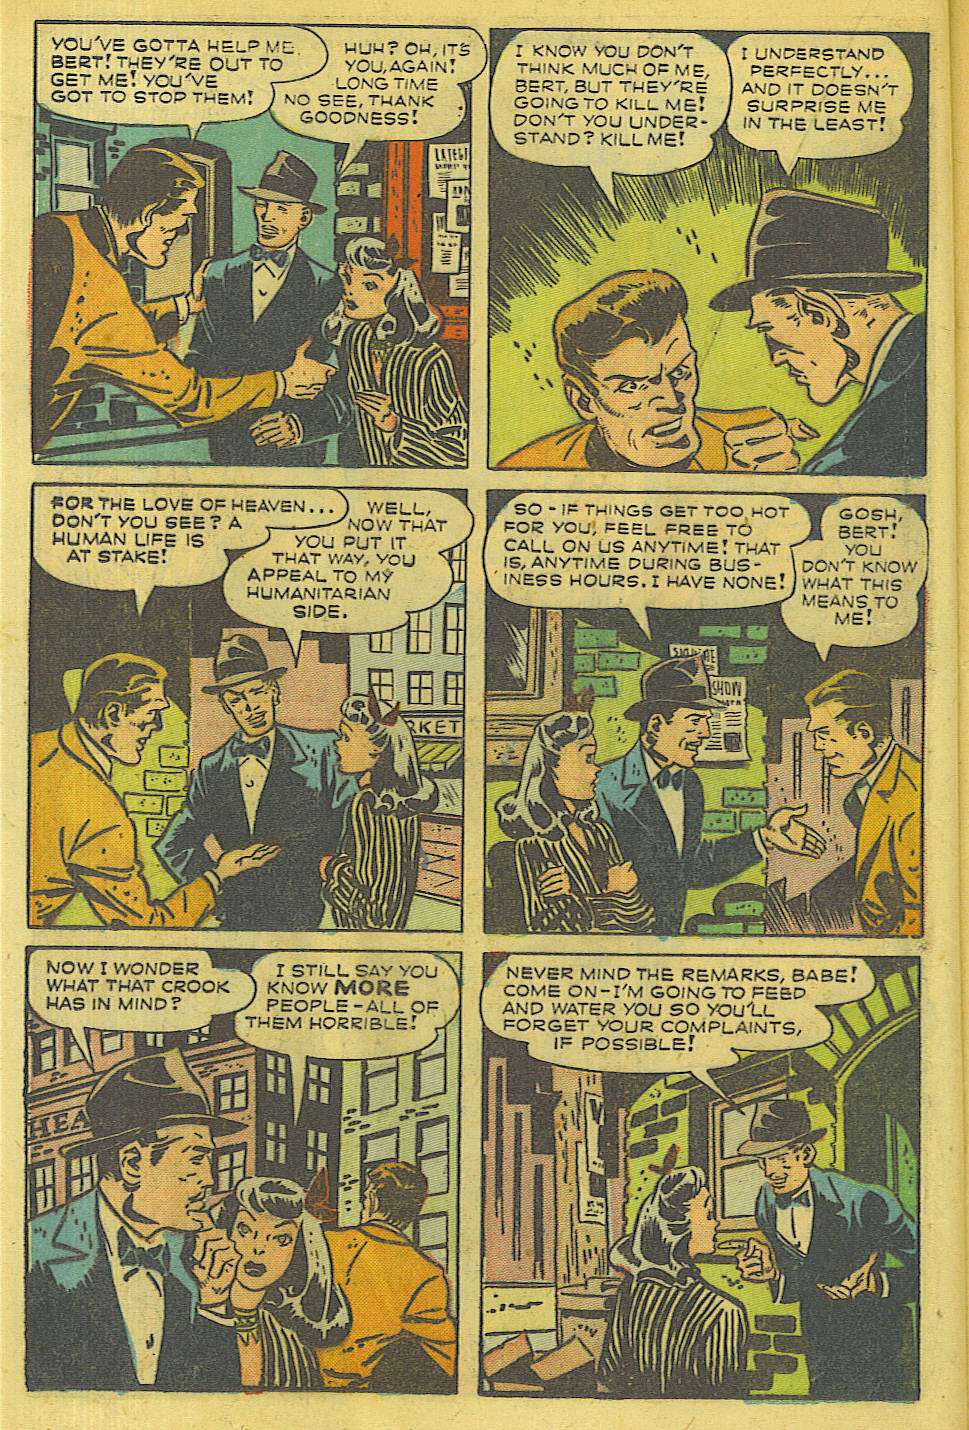 YOU'VE GOTTA HELP ME,
BERT! THEY'RE OUT TO
GET ME! YOU'VE
GOT TO STOP THEM!
HUH? OH, IT'S
YOU, AGAIN!
LONG TIME
NO SEE, THANK
GOODNESS!
I KNOW YOU DON'T
THINK MUCH OF ME,
BERT, BUT THEY'RE
GOING TO KILL ME!
DON'T YOU UNDER-
STAND? KILL ME!
I UNDERSTAND
PERFECTLY...
AND IT DOESN'T
SURPRISE ME
IN THE LEAST!
FOR THE LOVE OF HEAVEN...
DON'T YOU SEE? A
HUMAN LIFE IS
AT STAKE!
WELL,
NOW THAT
YOU PUT IT
THAT WAY, YOU
APPEAL TO MY
HUMANITARIAN
SIDE.
RKET
SO - IF THINGS GET TOO HOT
FOR YOU, FEEL FREE TO
CALL ON US ANYTIME! THAT
IS, ANYTIME DURING BUS-
INESS HOURS. I HAVE NONE!
GOSH,
BERT!
YOU
DON'T KNOW
WHAT THIS
MEANS TO
ME!
SHOW
NOW I WONDER
WHAT THAT CROOK
HAS IN MIND?
I STILL SAY YOU
KNOW MORE
PEOPLE - ALL OF
THEM HORRIBLE!
HEA
NEVER MIND THE REMARKS, BABE!
COME ON - I'M GOING TO FEED
AND WATER YOU SO YOU'LL
FORGET YOUR COMPLAINTS,
IF POSSIBLE!